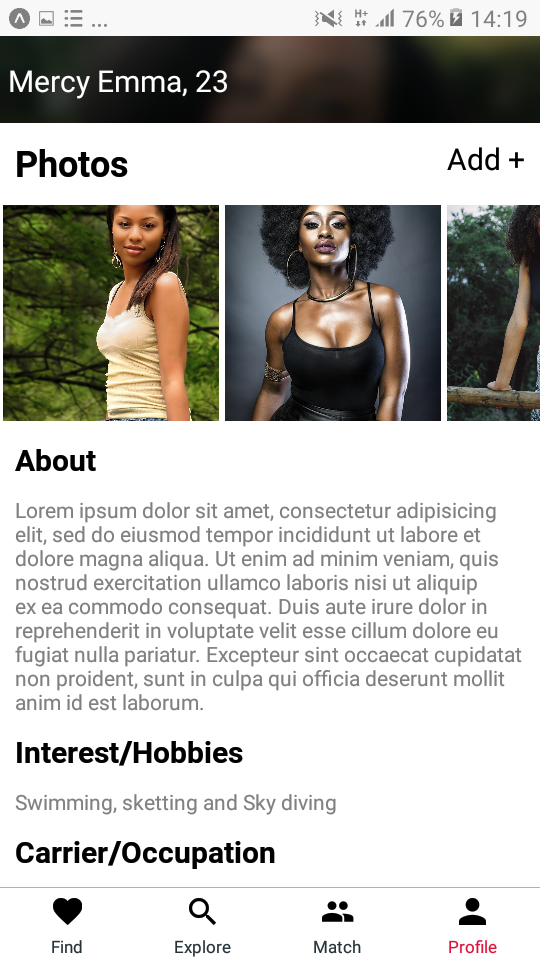 ... H+ 76% 14:19
Mercy Emma, 23
Photos Add +
About
Lorem ipsum dolor sit amet, consectetur adipisicing
elit, sed do eiusmod tempor incididunt ut labore et
dolore magna aliqua. Ut enim ad minim veniam, quis
nostrud exercitation ullamco laboris nisi ut aliquip
ex ea commodo consequat. Duis aute irure dolor in
reprehenderit in voluptate velit esse cillum dolore eu
fugiat nulla pariatur. Excepteur sint occaecat cupidatat
non proident, sunt in culpa qui officia deserunt mollit
anim id est laborum.
Interest/Hobbies
Swimming, sketting and Sky diving
Carrier/Occupation
Find Explore Match Profile